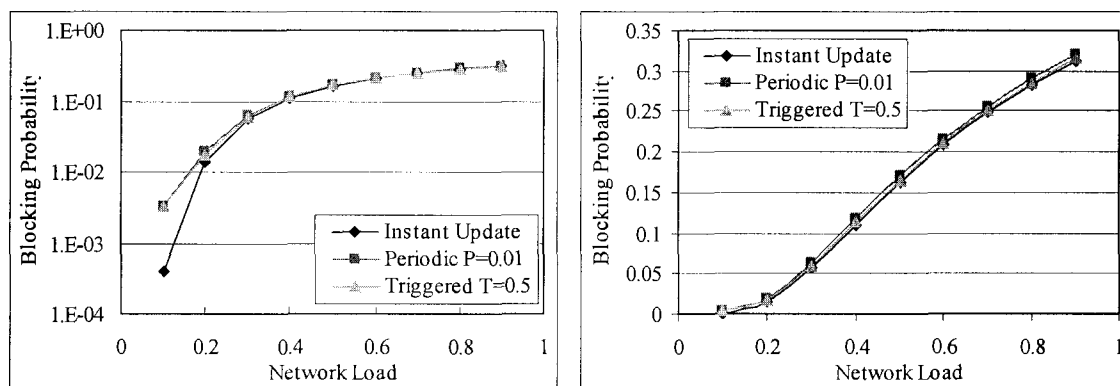 1.E+00
1.E-01
1.E-02
1.E-03
1.E-04
Blocking Probability
Instant Update
Periodic P=0.01
Triggered T=0.5
0
0.2
0.4
0.6
0.8
1
Network Load
0.35
0.3
0.25
0.2
0.15
0.1
0.05
0
Blocking Probability
Instant Update
Periodic P=0.01
Triggered T=0.5
0
0.2
0.4
0.6
0.8
1
Network Load